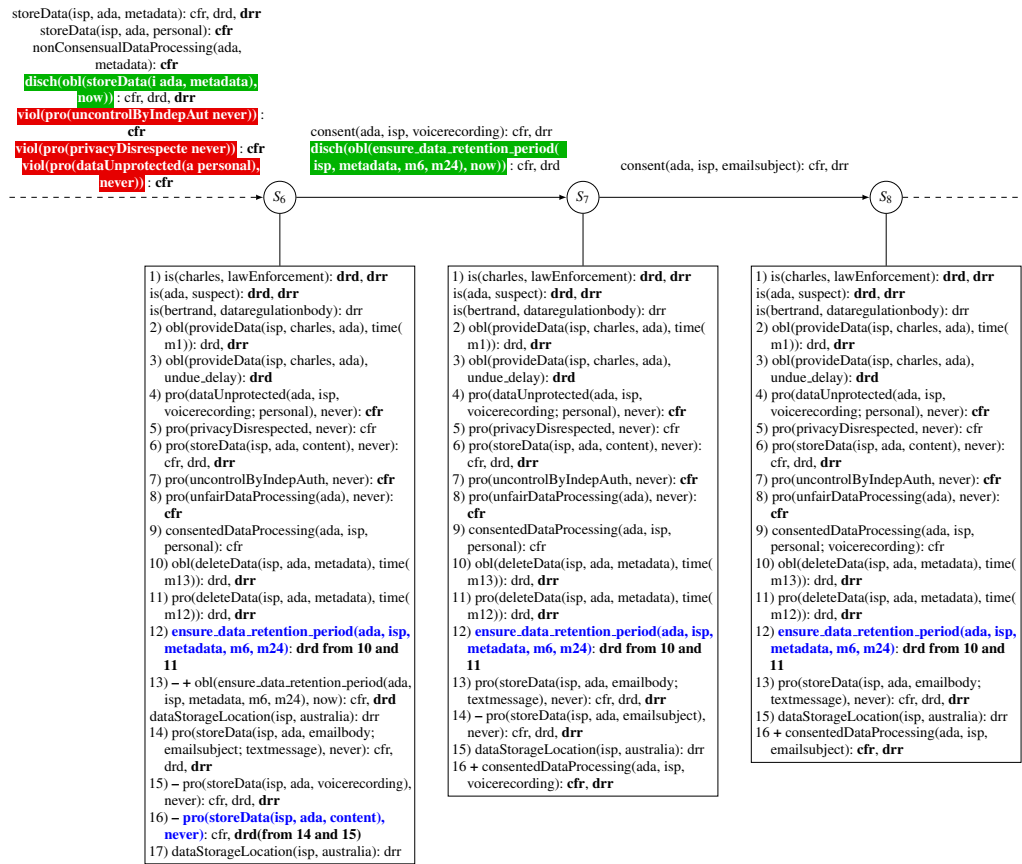 storeData(isp, ada, metadata): cfr, drd, drr
storeData(isp, ada, personal): cfr
nonConsensualDataProcessing(ada,
metadata): cfr
disch(obl(storeData(i ada, metadata),
now)) : cfr, drd, drr
viol(pro(uncontrolByIndepAut never)) :
cfr
viol(pro(privacyDisrespecte never)) : cfr
viol(pro(dataUnprotected(a personal),
never)) : cfr
consent(ada, isp, voicerecording): cfr, drr
disch(obl(ensure_data_retention_period(
isp, metadata, m6, m24), now)) : cfr, drd
consent(ada, isp, emailsubject): cfr, drr
S6
S7
S8
1) is(charles, lawEnforcement): drd, drr
is(ada, suspect): drd, drr
is(bertrand, dataregulationbody): drr
2) obl(provideData(isp, charles, ada), time(
m1)): drd, drr
3) obl(provideData(isp, charles, ada),
undue_delay): drd
4) pro(dataUnprotected(ada, isp,
voicerecording; personal), never): cfr
5) pro(privacyDisrespected, never): cfr
6) pro(storeData(isp, ada, content), never):
cfr, drd, drr
7) pro(uncontrolByIndepAuth, never): cfr
8) pro(unfairDataProcessing(ada), never):
cfr
9) consentedDataProcessing(ada, isp,
personal): cfr
10) obl(deleteData(isp, ada, metadata), time(
m13)): drd, drr
11) pro(deleteData(isp, ada, metadata), time(
m12)): drd, drr
12) ensure_data_retention_period(ada, isp,
metadata, m6, m24): drd from 10 and
11
13) − + obl(ensure_data_retention_period(ada,
isp, metadata, m6, m24), now): cfr, drd
dataStorageLocation(isp, australia): drr
14) pro(storeData(isp, ada, emailbody;
emailsubject; textmessage), never): cfr,
drd, drr
15) − pro(storeData(isp, ada, voicerecording),
never): cfr, drd, drr
16) − pro(storeData(isp, ada, content),
never): cfr, drd(from 14 and 15)
17) dataStorageLocation(isp, australia): drr
1) is(charles, lawEnforcement): drd, drr
is(ada, suspect): drd, drr
is(bertrand, dataregulationbody): drr
2) obl(provideData(isp, charles, ada), time(
m1)): drd, drr
3) obl(provideData(isp, charles, ada),
undue_delay): drd
4) pro(dataUnprotected(ada, isp,
voicerecording; personal), never): cfr
5) pro(privacyDisrespected, never): cfr
6) pro(storeData(isp, ada, content), never):
cfr, drd, drr
7) pro(uncontrolByIndepAuth, never): cfr
8) pro(unfairDataProcessing(ada), never):
cfr
9) consentedDataProcessing(ada, isp,
personal): cfr
10) obl(deleteData(isp, ada, metadata), time(
m13)): drd, drr
11) pro(deleteData(isp, ada, metadata), time(
m12)): drd, drr
12) ensure_data_retention_period(ada, isp,
metadata, m6, m24): drd from 10 and
11
13) pro(storeData(isp, ada, emailbody;
textmessage), never): cfr, drd, drr
14) − pro(storeData(isp, ada, emailsubject),
never): cfr, drd, drr
15) dataStorageLocation(isp, australia): drr
16 + consentedDataProcessing(ada, isp,
voicerecording): cfr, drr
1) is(charles, lawEnforcement): drd, drr
is(ada, suspect): drd, drr
is(bertrand, dataregulationbody): drr
2) obl(provideData(isp, charles, ada), time(
m1)): drd, drr
3) obl(provideData(isp, charles, ada),
undue_delay): drd
4) pro(dataUnprotected(ada, isp,
voicerecording; personal), never): cfr
5) pro(privacyDisrespected, never): cfr
6) pro(storeData(isp, ada, content), never):
cfr, drd, drr
7) pro(uncontrolByIndepAuth, never): cfr
8) pro(unfairDataProcessing(ada), never):
cfr
9) consentedDataProcessing(ada, isp,
personal; voicerecording): cfr
10) obl(deleteData(isp, ada, metadata), time(
m13)): drd, drr
11) pro(deleteData(isp, ada, metadata), time(
m12)): drd, drr
12) ensure_data_retention_period(ada, isp,
metadata, m6, m24): drd from 10 and
11
13) pro(storeData(isp, ada, emailbody;
textmessage), never): cfr, drd, drr
15) dataStorageLocation(isp, australia): drr
16 + consentedDataProcessing(ada, isp,
emailsubject): cfr, drr